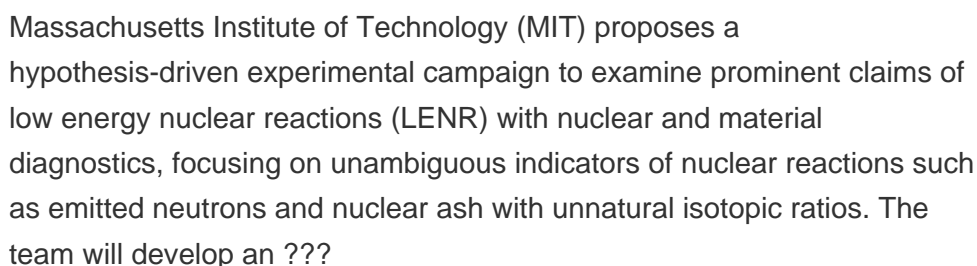 Massachusetts Institute of Technology (MIT) proposes a
hypothesis-driven experimental campaign to examine prominent claims of
low energy nuclear reactions (LENR) with nuclear and material
diagnostics, focusing on unambiguous indicators of nuclear reactions such
as emitted neutrons and nuclear ash with unnatural isotopic ratios. The
team will develop an ???